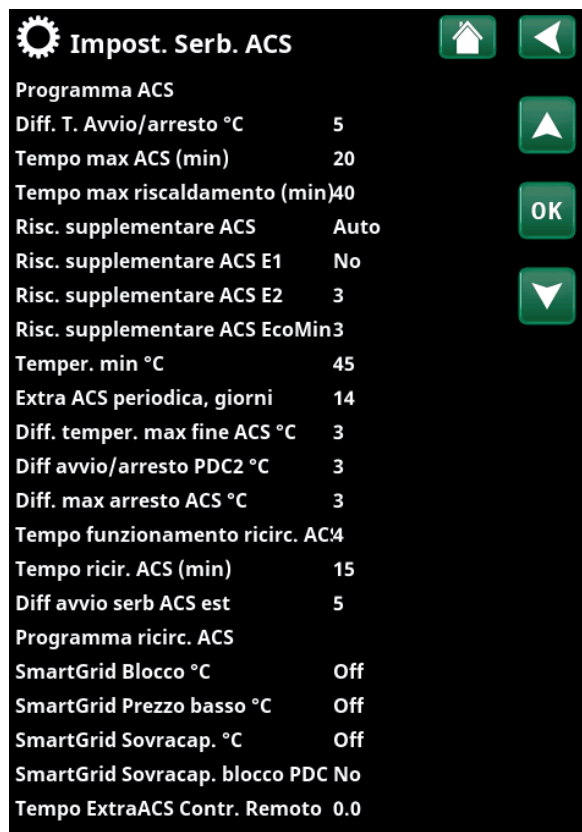 Impost. Serb. ACS
Programma ACS
Diff. T. Avvio/arresto °C 5
Tempo max ACS (min) 20
Tempo max riscaldamento (min) 40
Risc. supplementare ACS Auto
Risc. supplementare ACS E1 No
Risc. supplementare ACS E2 3
Risc. supplementare ACS EcoMin 3
Temper. min °C 45
Extra ACS periodica, giorni 14
Diff. temper. max fine ACS °C 3
Diff avvio/arresto PDC2 °C 3
Diff. max arresto ACS °C 3
Tempo funzionamento ricirc. ACS 4
Tempo ricir. ACS (min) 15
Diff avvio serb ACS est 5
Programma ricirc. ACS
SmartGrid Blocco °C Off
SmartGrid Prezzo basso °C Off
SmartGrid Sovracap. °C Off
SmartGrid Sovracap. blocco PDC No
Tempo ExtraACS Contr. Remoto 0.0
OK